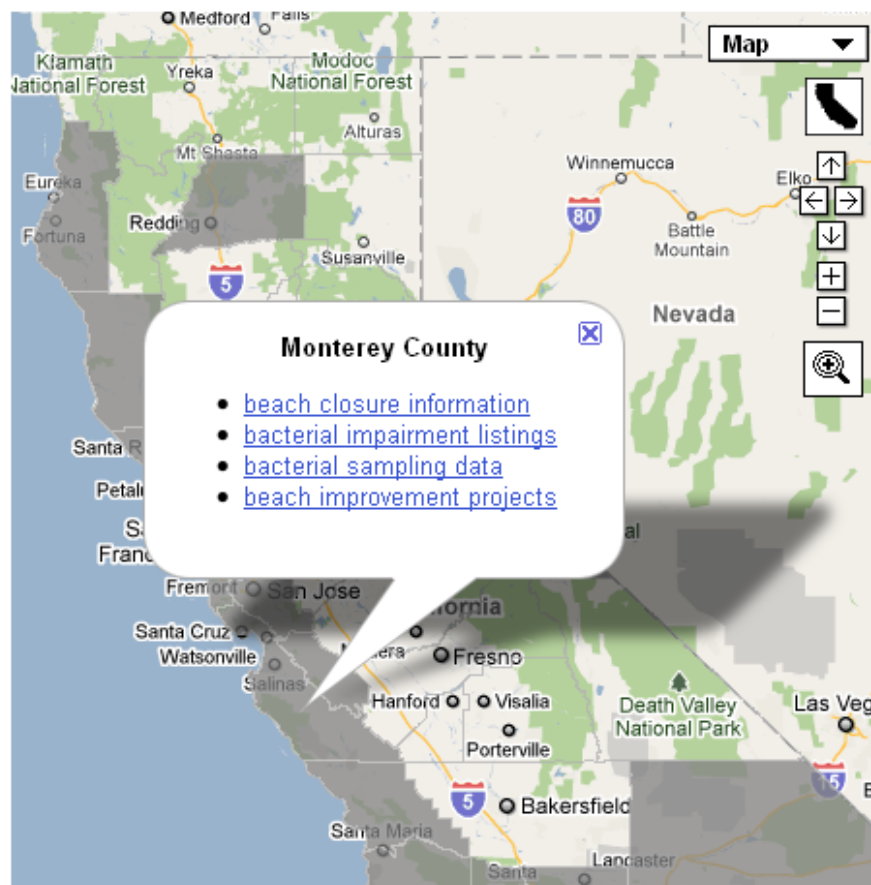 Medford
Falls
Map
Klamath
National Forest
Modoc
National Forest
Yreka
Alturas
Mt Shasta
Winnemucca
Elko
Eureka
80
Redding
Fortuna
Battle
Mountain
Susanville
5
Nevada
Monterey County
beach closure information
bacterial impairment listings
bacterial sampling data
beach improvement projects
Santa R
Petal
S
Franc
al
Fremont
San Jose
ifornia
Santa Cruz
Watsonville
dera
Fresno
Salinas
Hanford
Visalia
Death Valley
National Park
Las Veg
Porterville
15
5
Bakersfield
Santa Maria
Lancaster
Santa